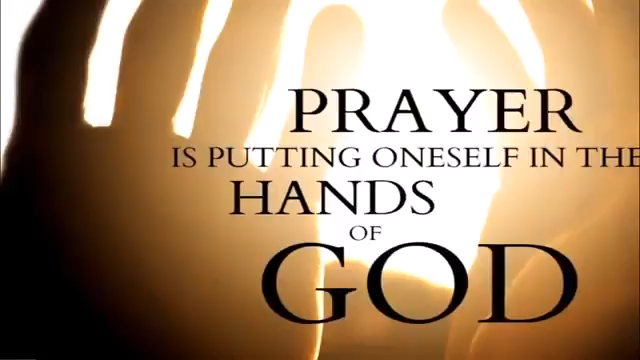 PRAYER
IS PUTTING ONESELF IN THE
HANDS
OF
GOD